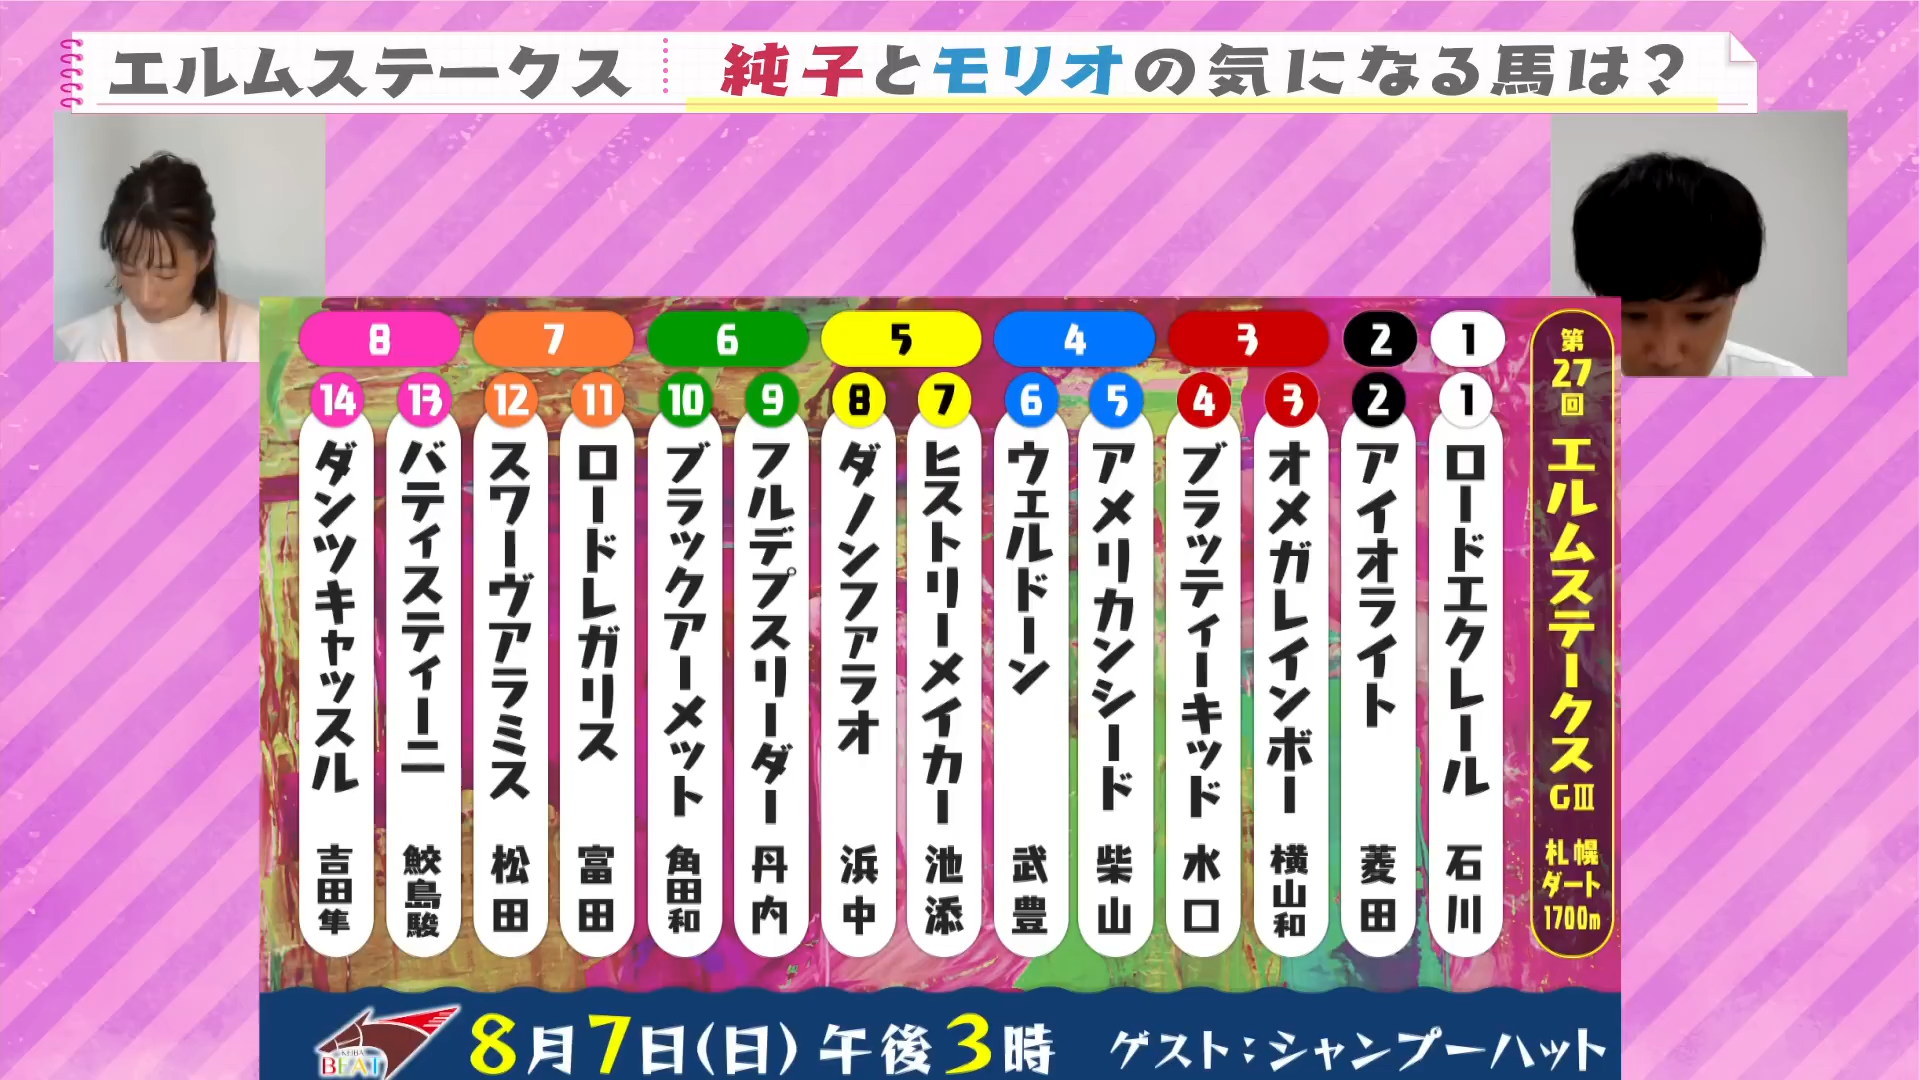 エルムステークス 純子とモリオの気になる馬は？
第27回 エルムステークス GⅢ 札幌 ダート 1700m
1 1 ロードエクレール 石川
2 2 アイオライト 菱田
3
3 オメガレインボー 横山和
4 ブラッティーキッド 水口
4
5 アメリカンシード 柴山
6 ウェルドーン 武豊
5
7 ヒストリーメイカー 池添
8 ダノンファラオ 浜中
6
9 フルデプスリーダー 丹内
10 ブラックアーメット 角田和
7
11 ロードレガリス 富田
12 スワーヴアラミス 松田
8
13 バティスティーニ 鮫島駿
14 ダンツキャッスル 吉田隼
KEIBA
BEAT
8月7日(日)午後3時 ゲスト：シャンプーハット